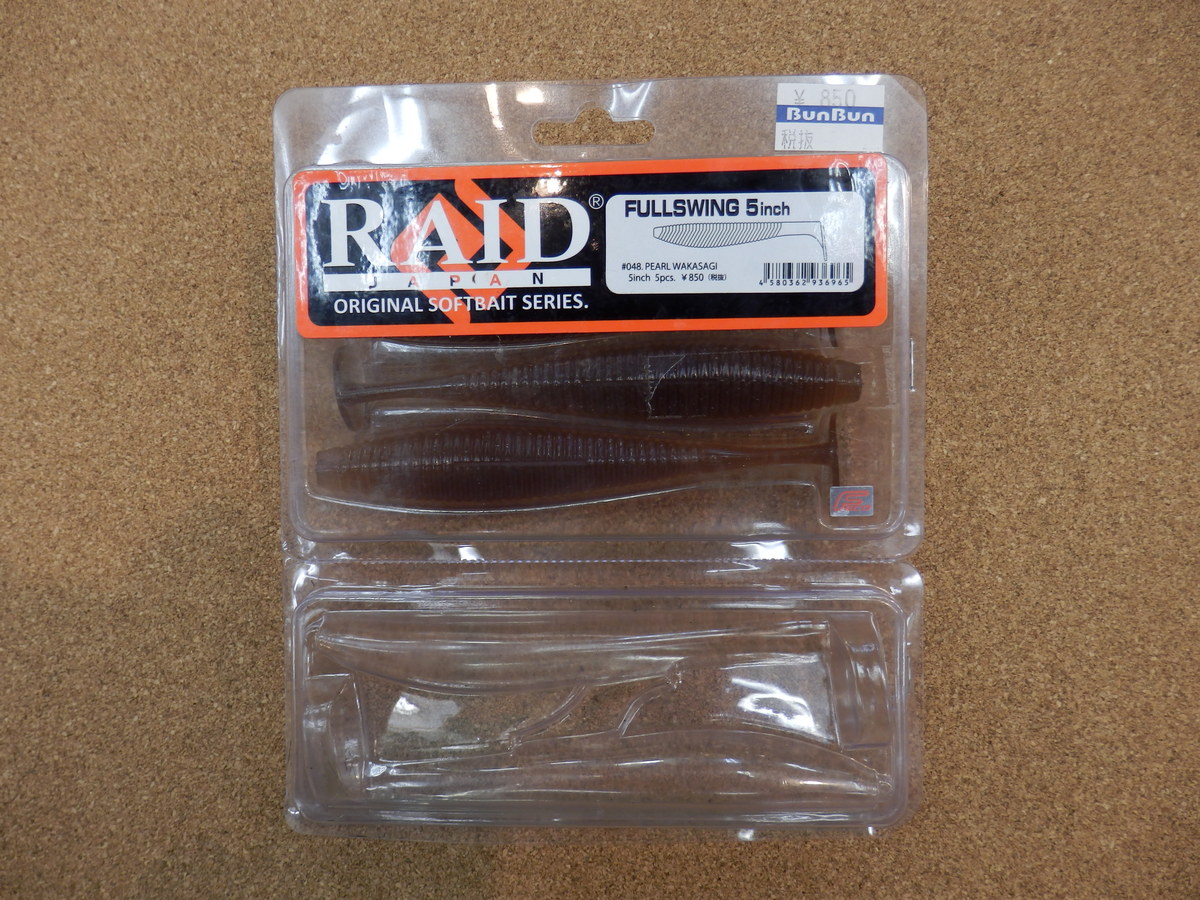 ¥ 850
BunBun
税抜
RAID®
JAPAN
ORIGINAL SOFTBAIT SERIES.
FULLSWING 5inch
#048. PEARL WAKASAGI
5inch 5pcs. ¥850 (税抜)
4 580362 936965